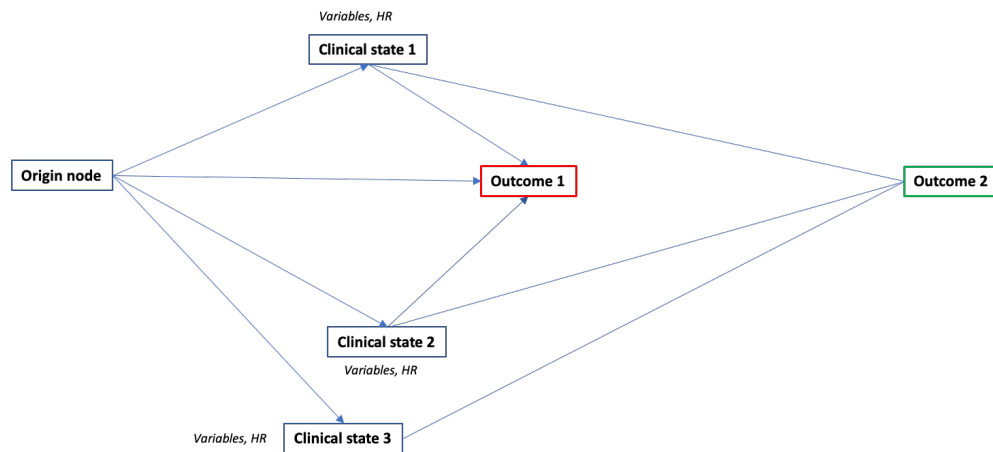 Variables, HR
Clinical state 1
Origin node
Outcome 1
Outcome 2
Clinical state 2
Variables, HR
Variables, HR
Clinical state 3